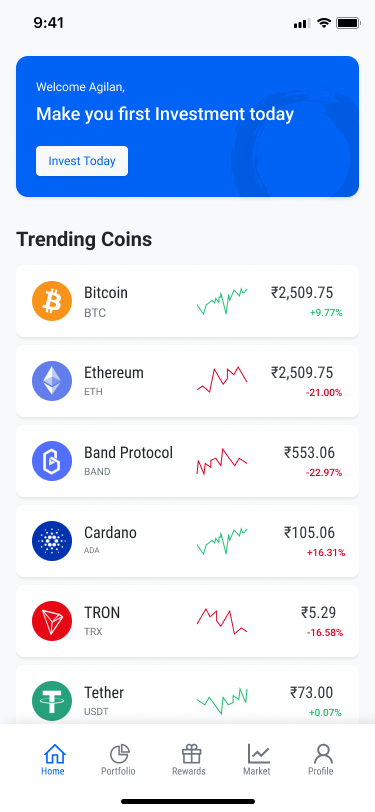 9:41
Welcome Agilan,
Make you first Investment today
Invest Today
Trending Coins
Bitcoin ₹2,509.75
BTC +9.77%
Ethereum ₹2,509.75
ETH -21.00%
Band Protocol ₹553.06
BAND -22.97%
Cardano ₹105.06
ADA +16.31%
TRON ₹5.29
TRX -16.58%
Tether ₹73.00
USDT +0.07%
Home Portfolio Rewards Market Profile